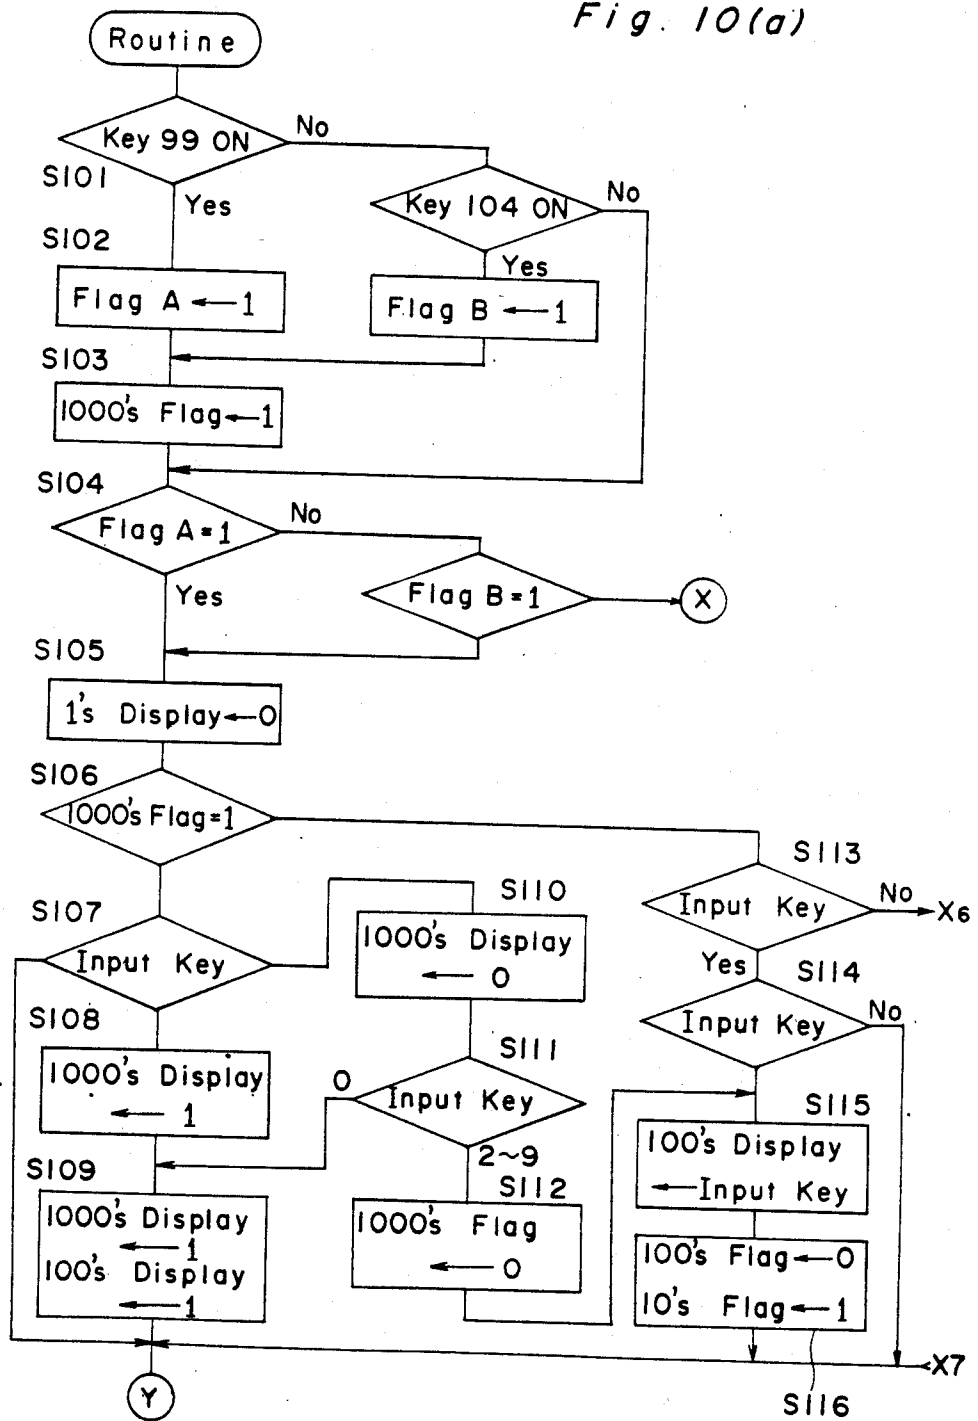 Fig. 10(a)
Routine
Key 99 ON
No
S101
Yes
Key 104 ON
No
S102
Yes
Flag A ← 1
Flag B ← 1
S103
1000's Flag ← 1
S104
Flag A = 1
No
Yes
Flag B = 1
X
S105
1's Display ← 0
S106
1000's Flag = 1
S113
Input Key
No
X6
S107
Input Key
S110
1000's Display
← 0
Yes
S114
Input Key
No
S108
1000's Display
← 1
S111
0
Input Key
2~9
S115
100's Display
← Input Key
S109
1000's Display
← 1
100's Display
← 1
S112
1000's Flag
← 0
100's Flag ← 0
10's Flag ← 1
X7
Y
S116